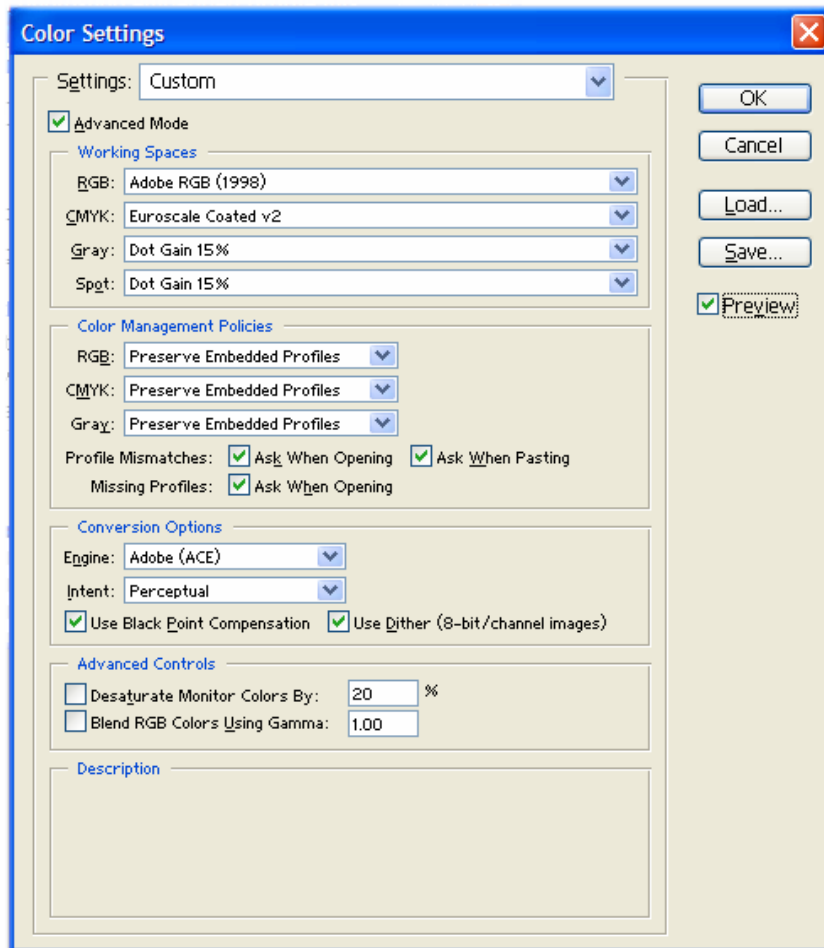 Color Settings
Settings: Custom
OK
Advanced Mode
Cancel
Working Spaces
RGB: Adobe RGB (1998)
Load...
CMYK: Euroscale Coated v2
Gray: Dot Gain 15%
Save...
Spot: Dot Gain 15%
Preview
Color Management Policies
RGB: Preserve Embedded Profiles
CMYK: Preserve Embedded Profiles
Gray: Preserve Embedded Profiles
Profile Mismatches: Ask When Opening Ask When Pasting
Missing Profiles: Ask When Opening
Conversion Options
Engine: Adobe (ACE)
Intent: Perceptual
Use Black Point Compensation Use Dither (8-bit/channel images)
Advanced Controls
Desaturate Monitor Colors By: 20 %
Blend RGB Colors Using Gamma: 1.00
Description